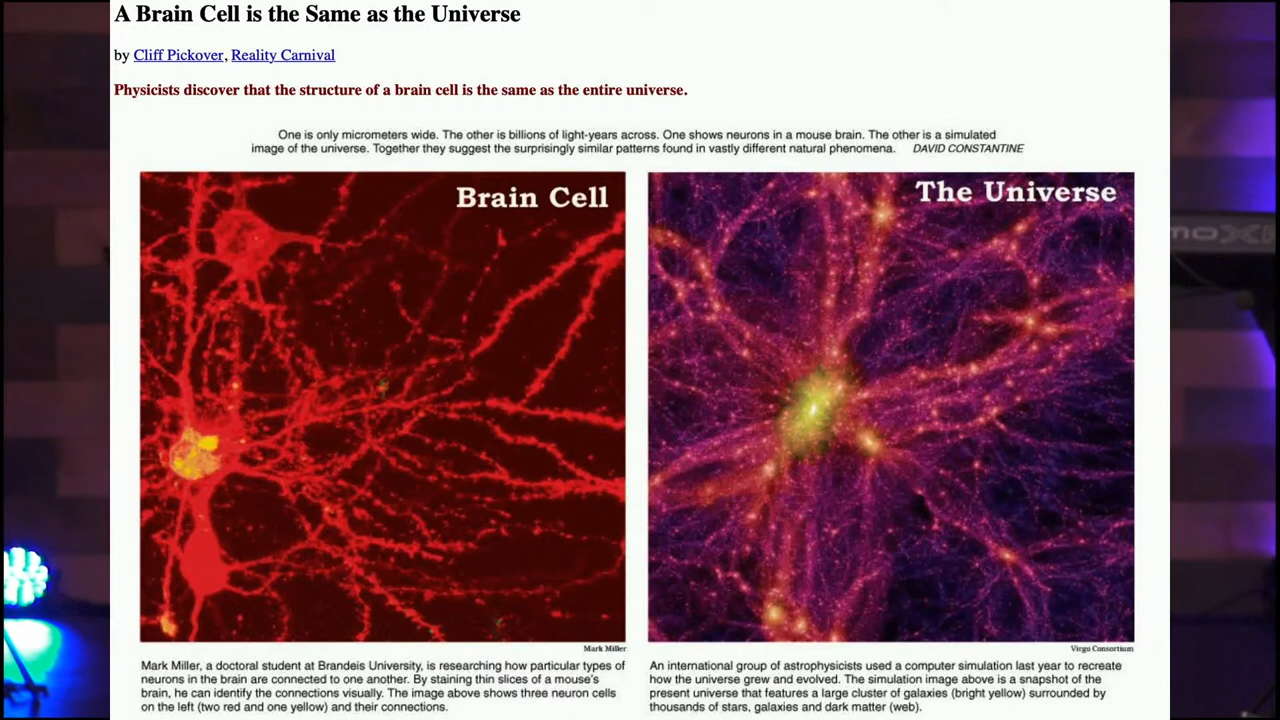 A Brain Cell is the Same as the Universe
by Cliff Pickover, Reality Carnival
Physicists discover that the structure of a brain cell is the same as the entire universe.
One is only micrometers wide. The other is billions of light-years across. One shows neurons in a mouse brain. The other is a simulated
image of the universe. Together they suggest the surprisingly similar patterns found in vastly different natural phenomena. DAVID CONSTANTINE
Brain Cell
The Universe
Mark Miller
Virgo Consortium
Mark Miller, a doctoral student at Brandeis University, is researching how particular types of
neurons in the brain are connected to one another. By staining thin slices of a mouse's
brain, he can identify the connections visually. The image above shows three neuron cells
on the left (two red and one yellow) and their connections.
An international group of astrophysicists used a computer simulation last year to recreate
how the universe grew and evolved. The simulation image above is a snapshot of the
present universe that features a large cluster of galaxies (bright yellow) surrounded by
thousands of stars, galaxies and dark matter (web).